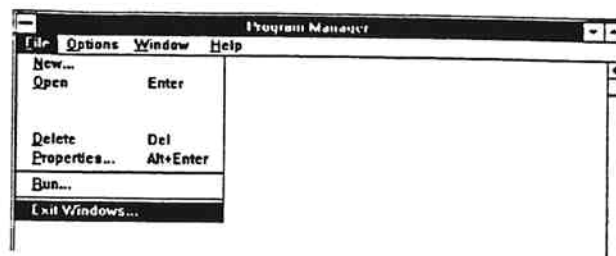 Program Manager
File Options Window Help
New...
Open Enter
Delete Del
Properties... Alt+Enter
Run...
Exit Windows...